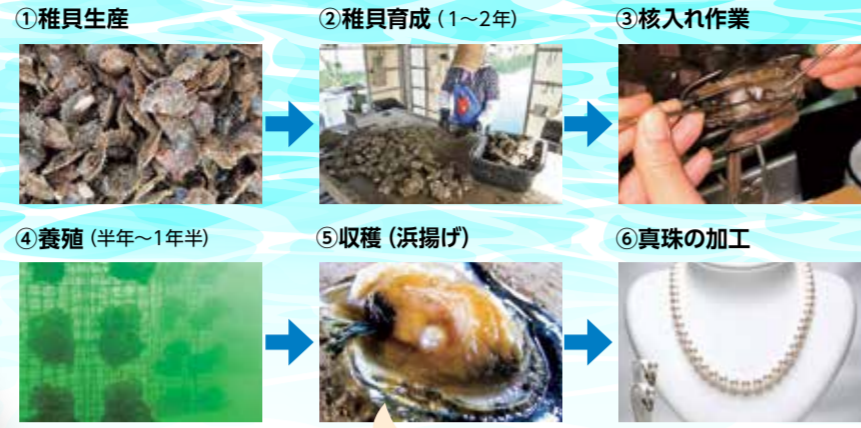 ①稚貝生産
②稚貝育成（1～2年）
③核入れ作業
④養殖（半年～1年半）
⑤収穫（浜揚げ）
⑥真珠の加工